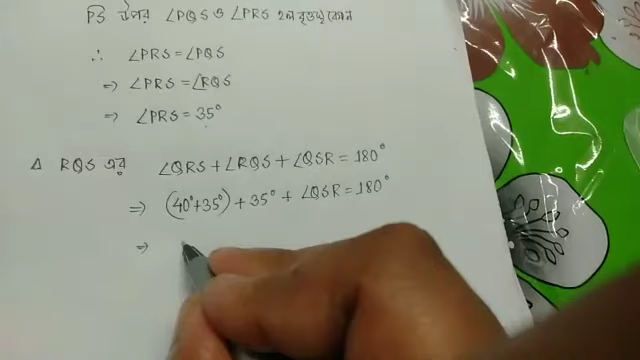 PS উপর ∠PQS ও ∠PRS হল বৃত্তস্থ কোন
∴ ∠PRS = ∠PQS
⇒ ∠PRS = ∠RQS
⇒ ∠PRS = 35°
Δ RQS এর ∠QRS + ∠RQS + ∠QSR = 180°
⇒ (40° + 35°) + 35° + ∠QSR = 180°
⇒